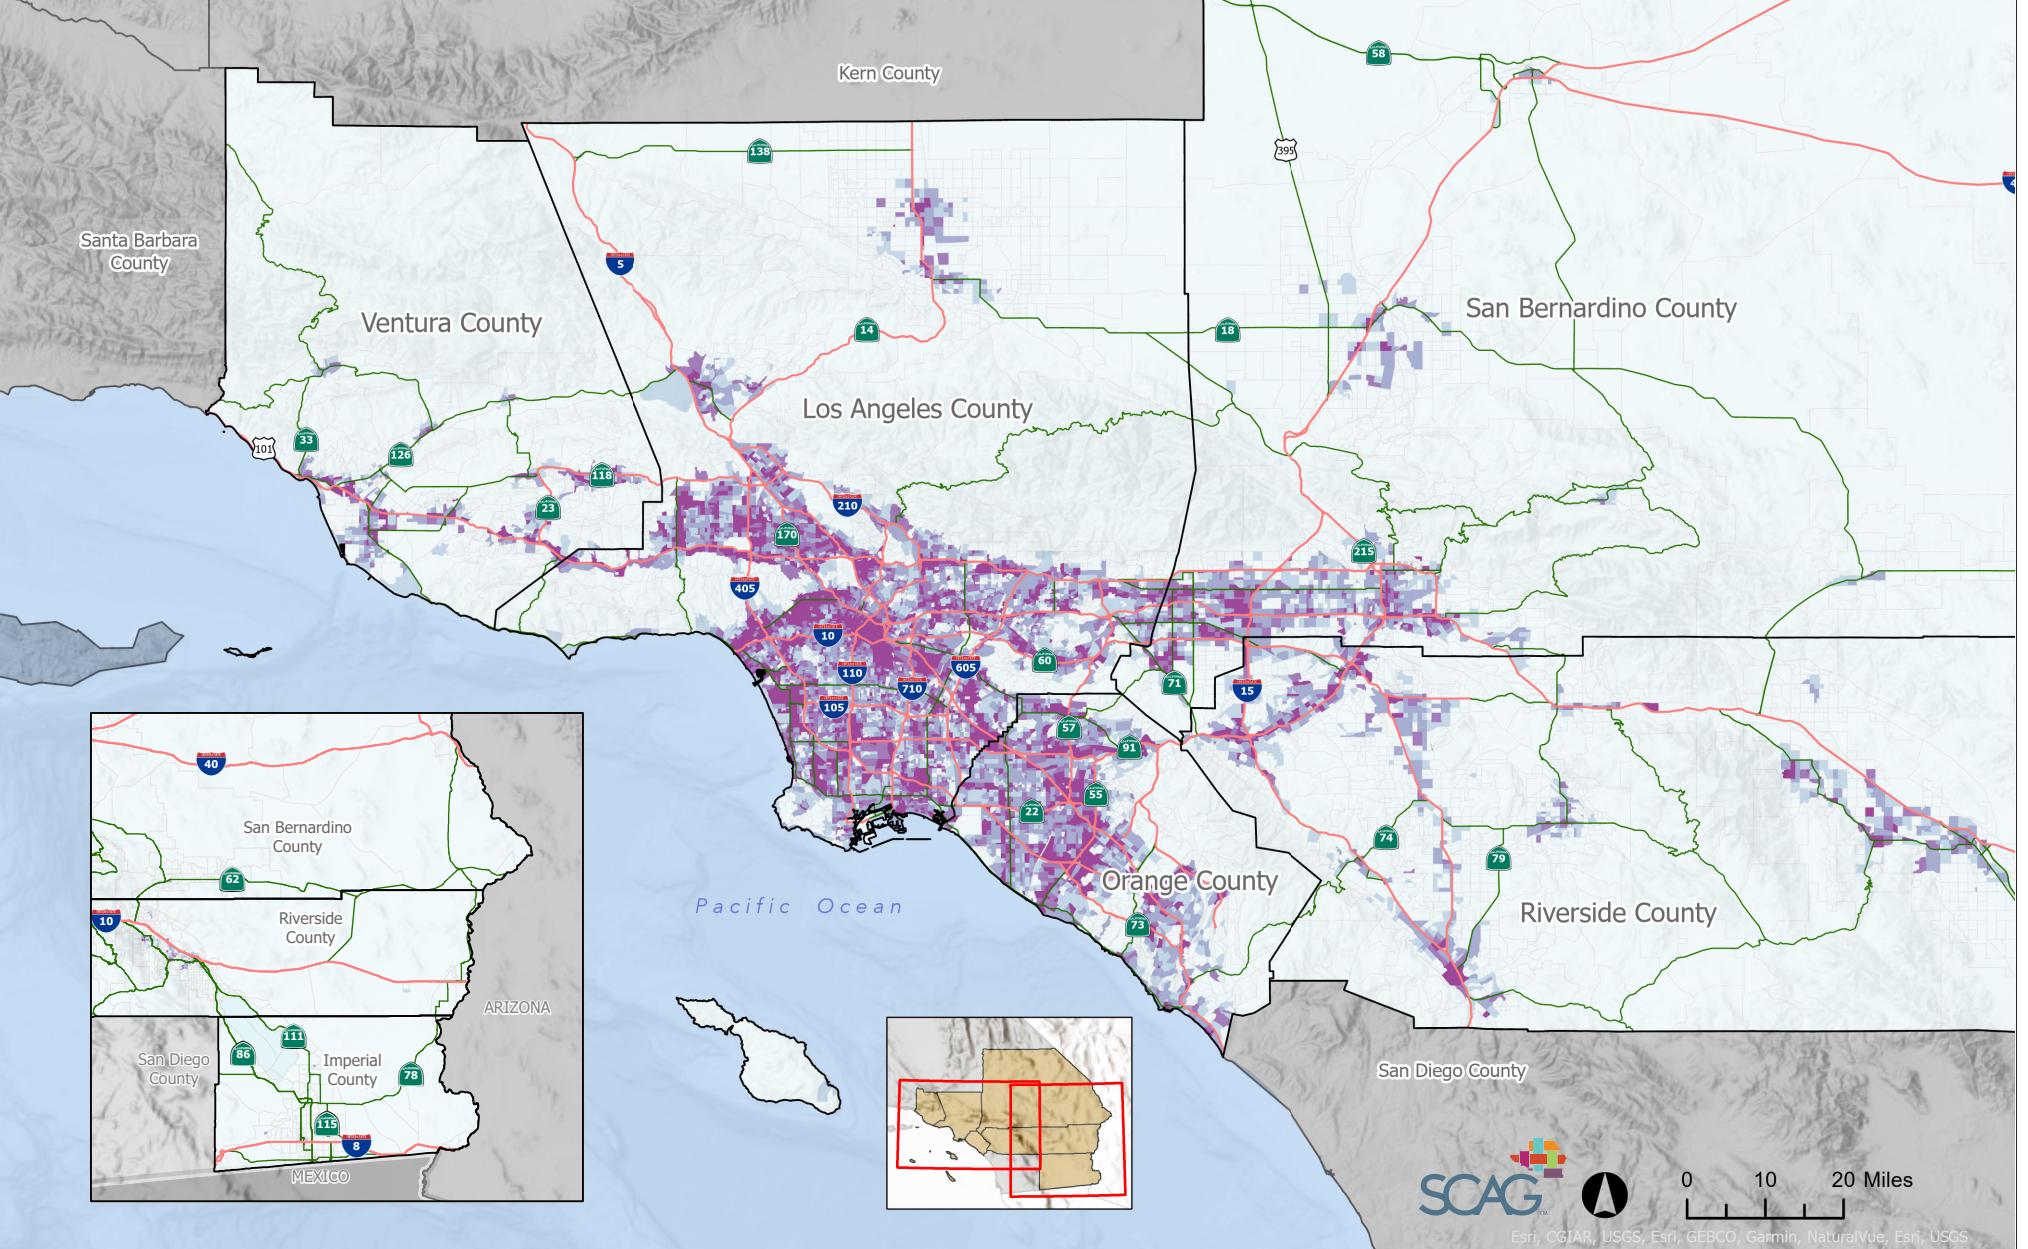 Kern County
58
395
138
4
Santa Barbara
County
5
Ventura County
14
18
San Bernardino County
Los Angeles County
33
101
126
118
23
210
170
215
405
10
60
110
605
710
71
15
105
57
91
55
22
74
79
Orange County
Riverside County
73
Pacific Ocean
40
San Bernardino
County
62
10
Riverside
County
ARIZONA
111
86
San Diego
County
Imperial
County
78
115
8
MEXICO
San Diego County
SCAG
TM
0 10 20 Miles
Esri, CGIAR, USGS, Esri, GEBCO, Garmin, NaturalVue, Esri, USGS